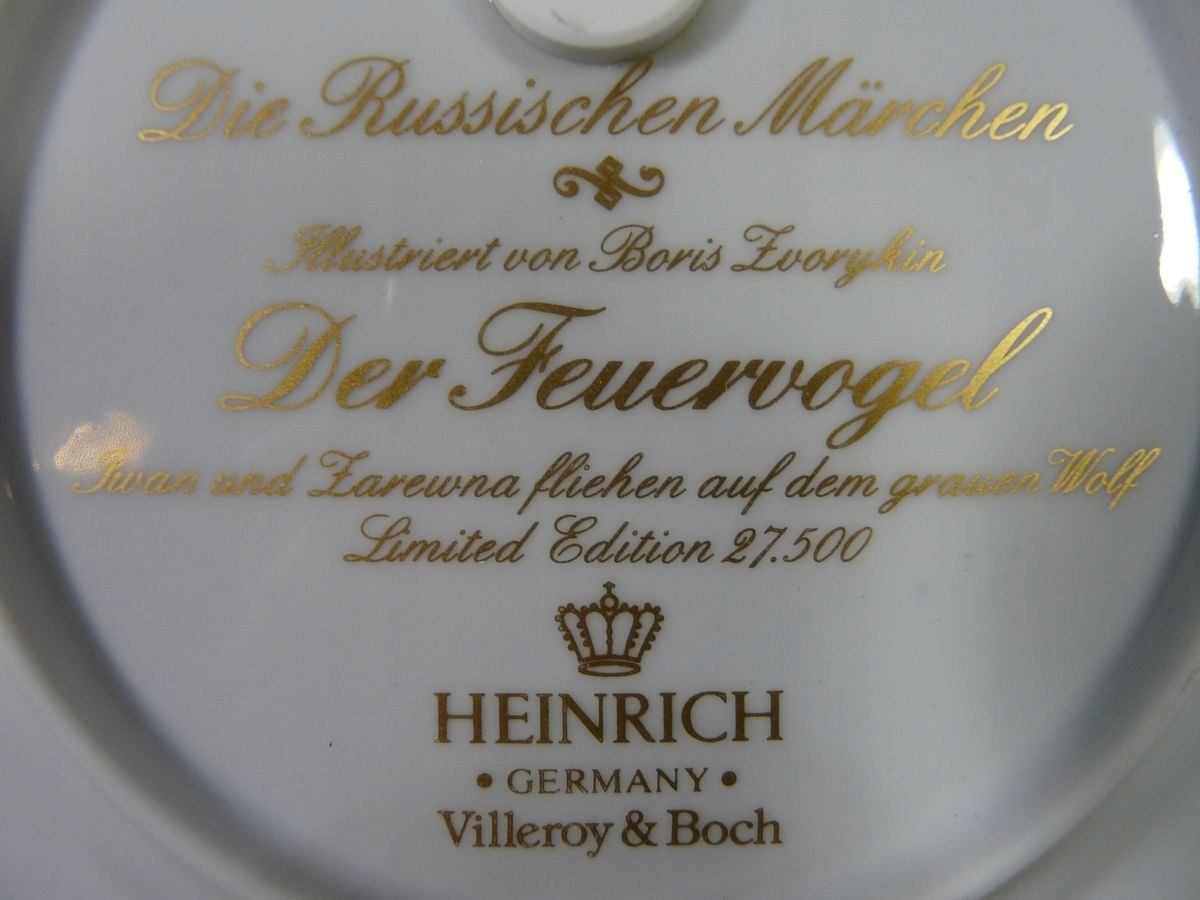 Die Russischen Märchen
Illustriert von Boris Zvorykin
Der Feuervogel
Iwan und Zarewna fliehen auf dem grauen Wolf
Limited Edition 27.500
HEINRICH
• GERMANY •
Villeroy & Boch